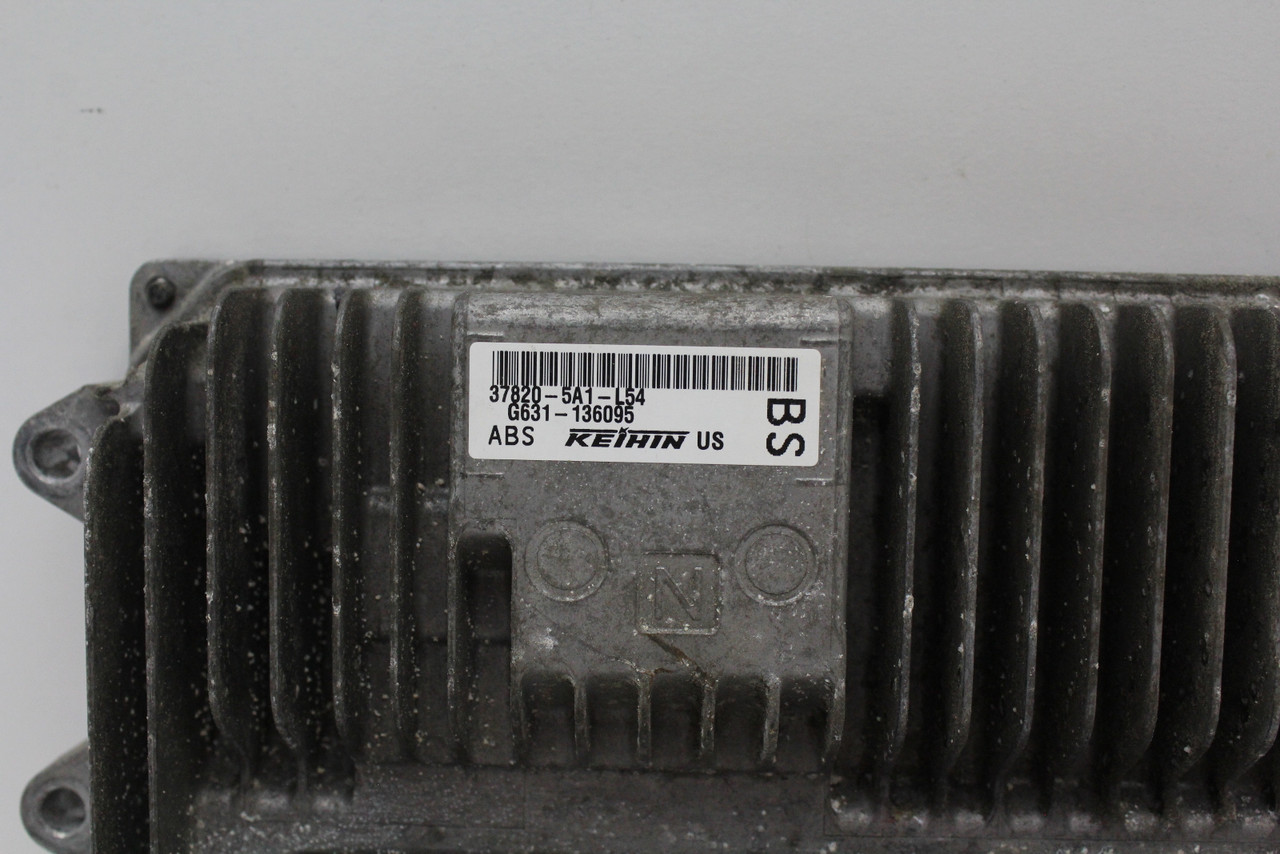 37820-5A1-L54
G631-136095
ABS KEIHIN US
BS
N